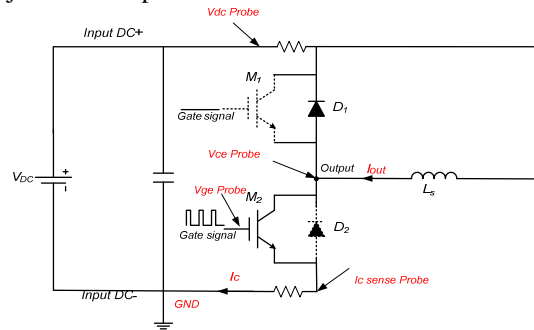 Vdc Probe
Input DC+
M1
D1
Gate signal
Vce Probe
Output
Iout
VDC
+
-
Vge Probe
M2
Ls
D2
Gate signal
Ic
Ic sense Probe
Input DC-
GND